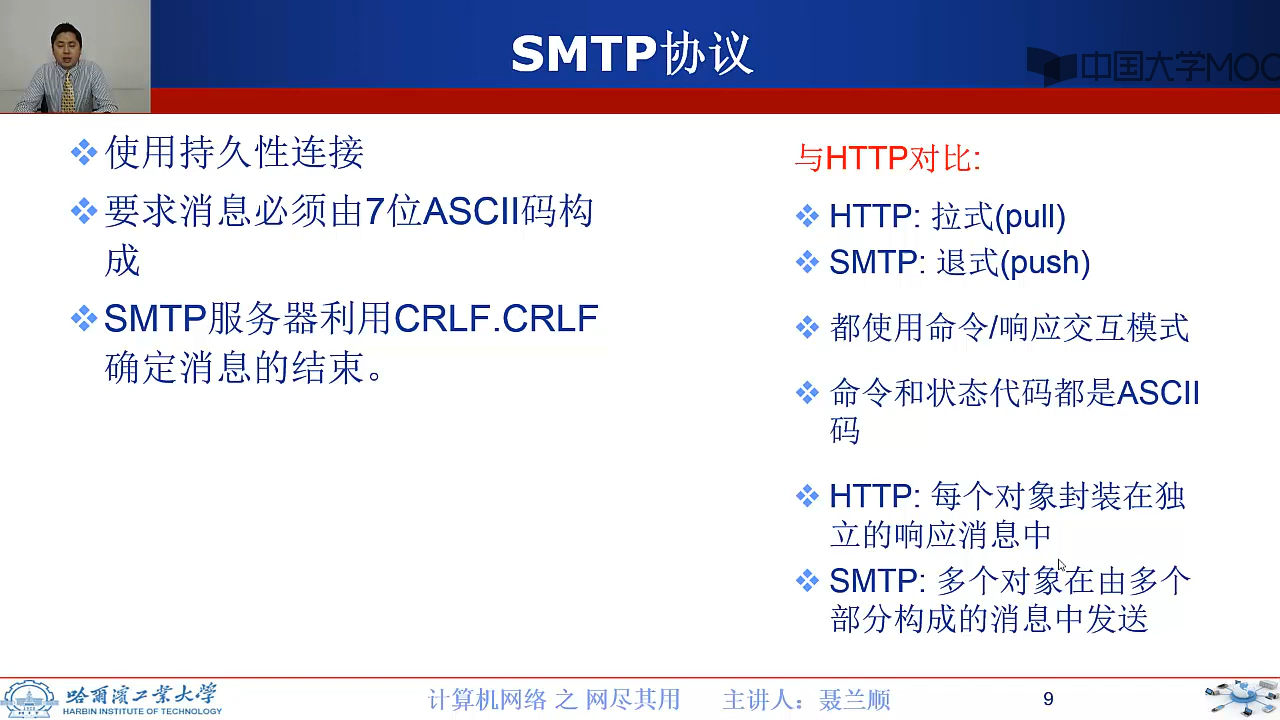 SMTP协议
中国大学MOO
使用持久性连接
要求消息必须由7位ASCII码构
成
SMTP服务器利用CRLF.CRLF
确定消息的结束。
与HTTP对比:
HTTP: 拉式(pull)
SMTP: 退式(push)
都使用命令/响应交互模式
命令和状态代码都是ASCII
码
HTTP: 每个对象封装在独
立的响应消息中
SMTP: 多个对象在由多个
部分构成的消息中发送
哈爾濱工業大學
HARBIN INSTITUTE OF TECHNOLOGY
计算机网络 之 网尽其用 主讲人：聂兰顺
9